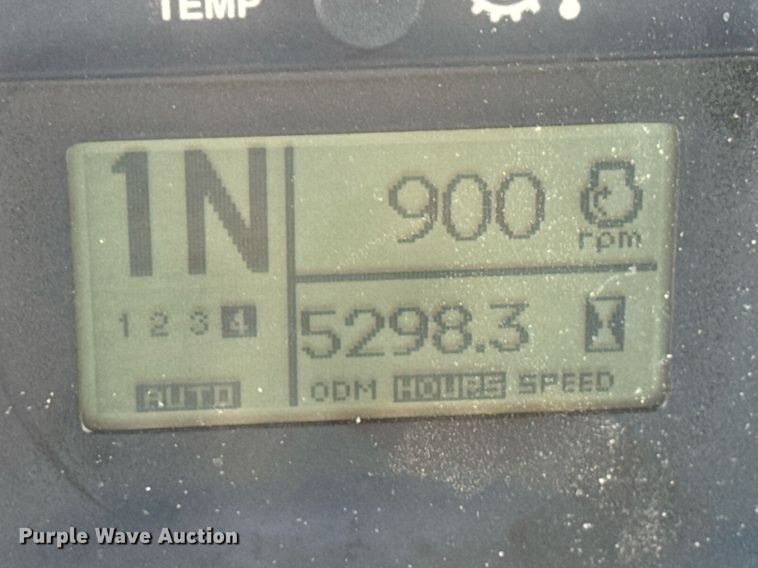 TEMP
1N
900
rpm
1 2 3 4
5298.3
AUTO
ODM HOURS SPEED
Purple Wave Auction